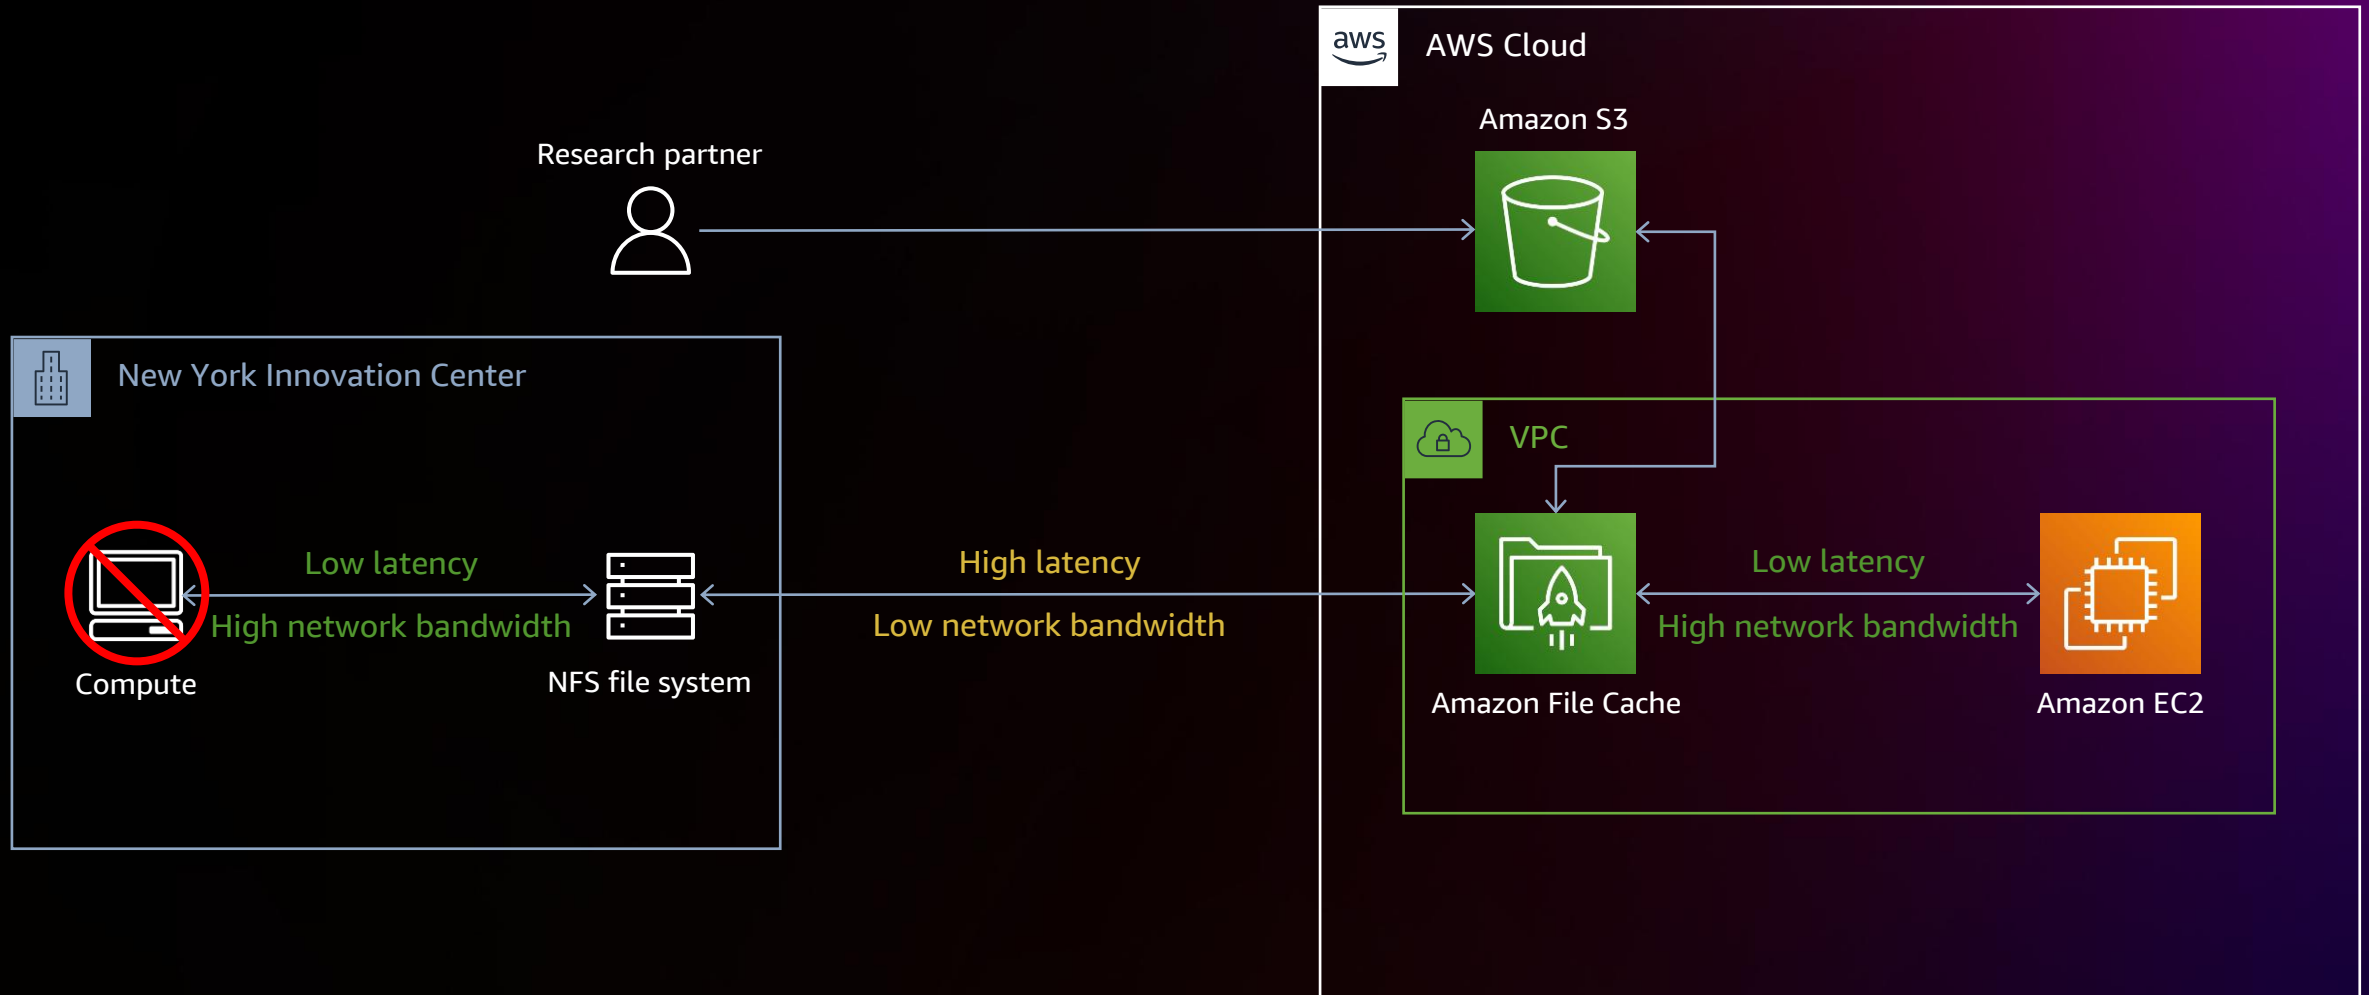 aws
AWS Cloud
Amazon S3
Research partner
New York Innovation Center
VPC
Low latency
High network bandwidth
Compute
NFS file system
High latency
Low network bandwidth
Low latency
High network bandwidth
Amazon File Cache
Amazon EC2